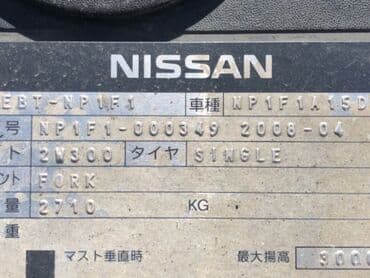 NISSAN
EBT-NP1F1 車種 NP1F1A15D
号 NP1F1-000349 2008-04
ト 2W300 タイヤ SINGLE
ント FORK
量 2710 KG
重
マスト垂直時 最大揚高 3000